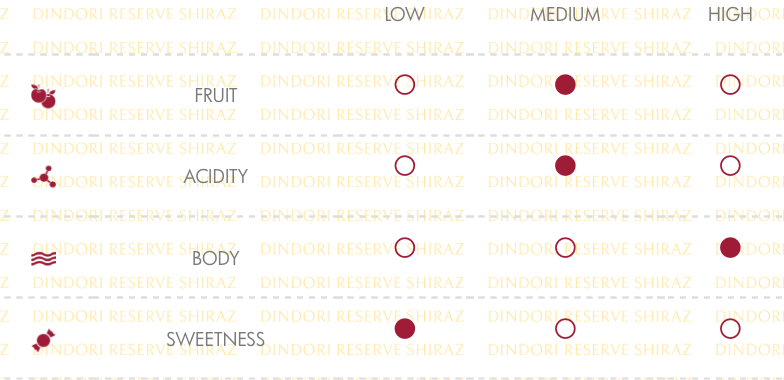 LOW MEDIUM HIGH
FRUIT
ACIDITY
BODY
SWEETNESS
DINDORI RESERVE SHIRAZ